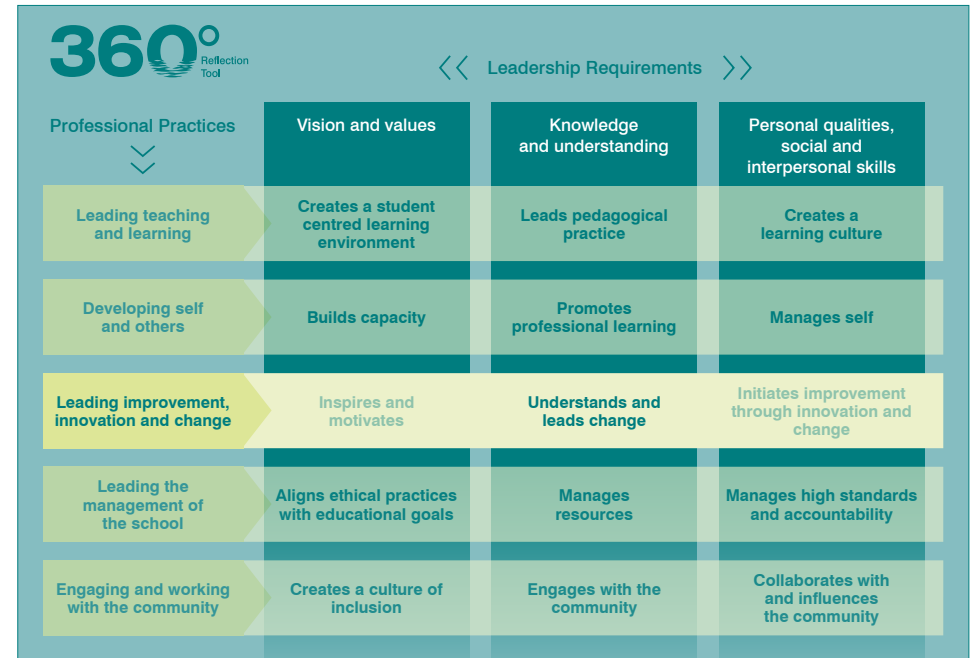 360°
Reflection
Tool
Leadership Requirements
Professional Practices
Vision and values
Knowledge
and understanding
Personal qualities,
social and
interpersonal skills
Leading teaching
and learning
Creates a student
centred learning
environment
Leads pedagogical
practice
Creates a
learning culture
Developing self
and others
Builds capacity
Promotes
professional learning
Manages self
Leading improvement,
innovation and change
Inspires and
motivates
Understands and
leads change
Initiates improvement
through innovation and
change
Leading the
management of
the school
Aligns ethical practices
with educational goals
Manages
resources
Manages high standards
and accountability
Engaging and working
with the community
Creates a culture of
inclusion
Engages with the
community
Collaborates with
and influences
the community